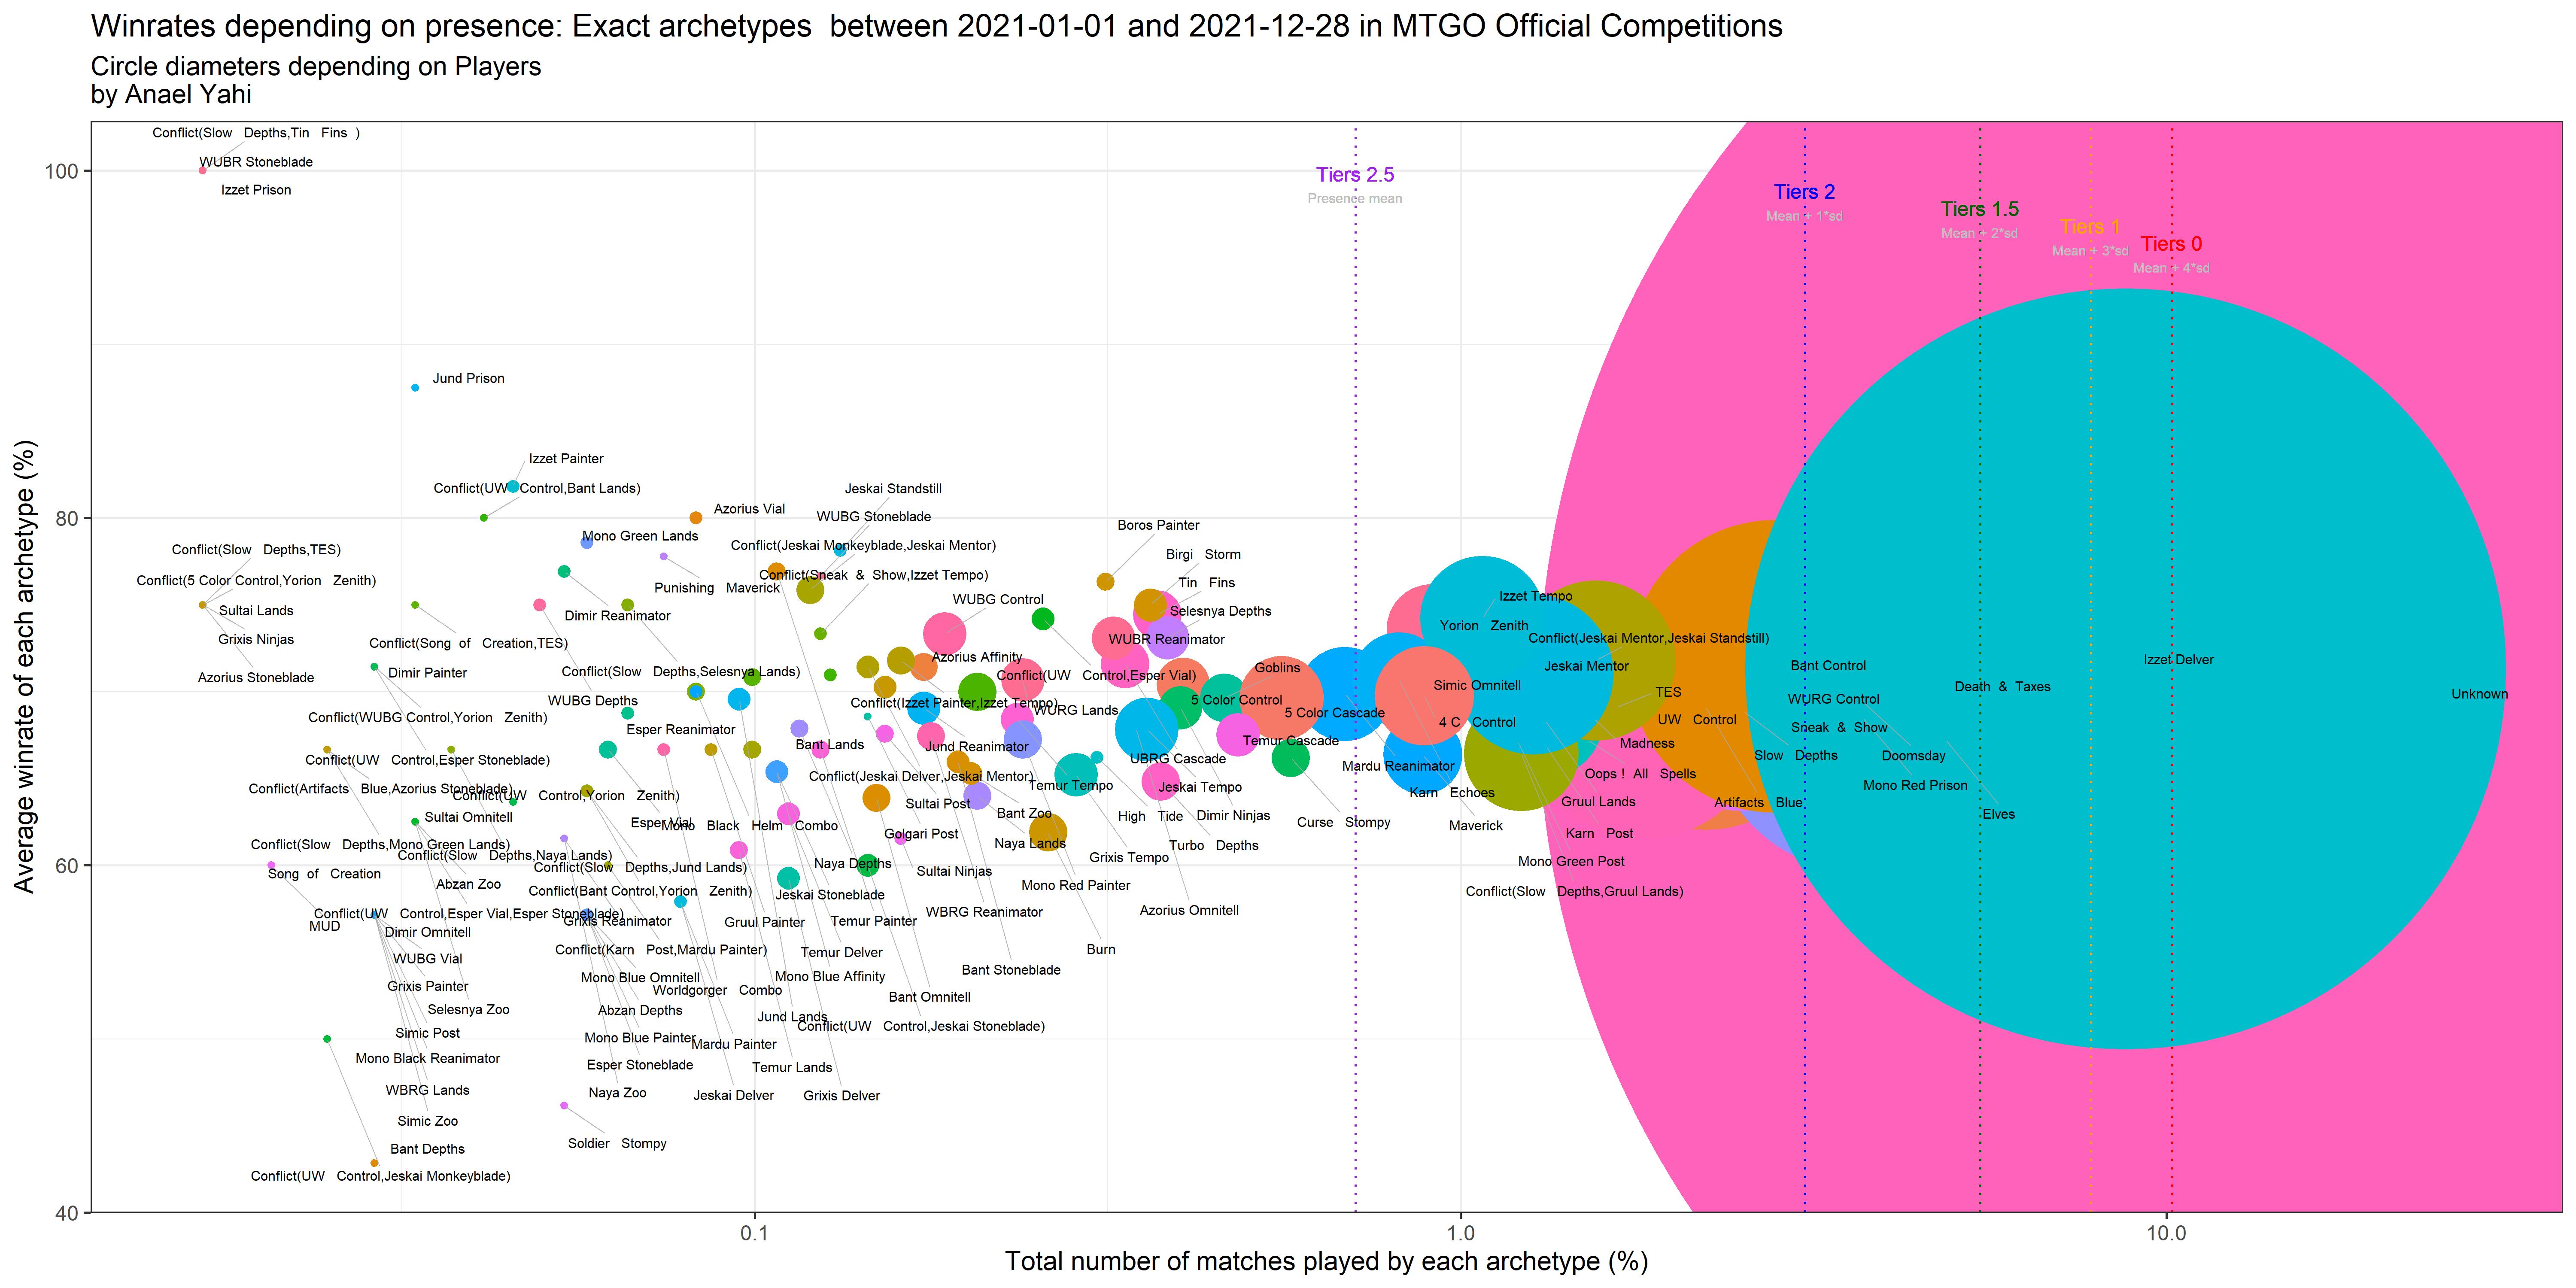 Winrates depending on presence: Exact archetypes  between 2021-01-01 and 2021-12-28 in MTGO Official Competitions
Circle diameters depending on Players
by Anael Yahi
Average winrate of each archetype (%)
100
80
60
40
0.1
1.0
10.0
Total number of matches played by each archetype (%)
Tiers 2.5
Presence mean
Tiers 2
Mean + 1*sd
Tiers 1.5
Mean + 2*sd
Tiers 1
Mean + 3*sd
Tiers 0
Mean + 4*sd
Conflict(Slow   Depths,Tin   Fins  )
WUBR Stoneblade
Izzet Prison
Jund Prison
Izzet Painter
Conflict(UW   Control,Bant Lands)
Azorius Vial
Mono Green Lands
Jeskai Standstill
WUBG Stoneblade
Conflict(Jeskai Monkeyblade,Jeskai Mentor)
Conflict(Sneak  &  Show,Izzet Tempo)
Punishing   Maverick
Conflict(Slow   Depths,TES)
Conflict(5 Color Control,Yorion   Zenith)
Sultai Lands
Grixis Ninjas
Azorius Stoneblade
Dimir Reanimator
Conflict(Song  of   Creation,TES)
Dimir Painter
Conflict(Slow   Depths,Selesnya Lands)
WUBG Depths
Conflict(WUBG Control,Yorion   Zenith)
Esper Reanimator
Boros Painter
Birgi   Storm
Tin   Fins
Selesnya Depths
WUBG Control
WUBR Reanimator
Azorius Affinity
Conflict(UW   Control,Esper Vial)
Conflict(Izzet Painter,Izzet Tempo)
WURG Lands
Goblins
5 Color Control
5 Color Cascade
Izzet Tempo
Yorion   Zenith
Conflict(Jeskai Mentor,Jeskai Standstill)
Jeskai Mentor
Simic Omnitell
4 C   Control
TES
UW   Control
Madness
Bant Control
WURG Control
Sneak  &  Show
Slow   Depths
Doomsday
Mono Red Prison
Elves
Death  &  Taxes
Izzet Delver
Unknown
Bant Lands
Jund Reanimator
Temur Cascade
UBRG Cascade
Mardu Reanimator
Conflict(Jeskai Delver,Jeskai Mentor)
Temur Tempo
Jeskai Tempo
Karn   Echoes
Oops !  All   Spells
Gruul Lands
Artifacts   Blue
Conflict(UW   Control,Esper Stoneblade)
Conflict(Artifacts   Blue,Azorius Stoneblade)
Conflict(UW   Control,Yorion   Zenith)
Sultai Omnitell
Esper Vial
Mono   Black   Helm   Combo
Sultai Post
Bant Zoo
High   Tide
Dimir Ninjas
Curse   Stompy
Maverick
Karn   Post
Golgari Post
Naya Lands
Turbo   Depths
Grixis Tempo
Mono Green Post
Conflict(Slow   Depths,Mono Green Lands)
Conflict(Slow   Depths,Naya Lands)
Conflict(Slow   Depths,Jund Lands)
Naya Depths
Sultai Ninjas
Song  of   Creation
Abzan Zoo
Conflict(Bant Control,Yorion   Zenith)
Jeskai Stoneblade
Mono Red Painter
Conflict(Slow   Depths,Gruul Lands)
Conflict(UW   Control,Esper Vial,Esper Stoneblade)
Grixis Reanimator
Gruul Painter
Temur Painter
WBRG Reanimator
Azorius Omnitell
MUD
Dimir Omnitell
Conflict(Karn   Post,Mardu Painter)
Temur Delver
Burn
WUBG Vial
Mono Blue Omnitell
Mono Blue Affinity
Bant Stoneblade
Grixis Painter
Worldgorger   Combo
Bant Omnitell
Selesnya Zoo
Abzan Depths
Jund Lands
Conflict(UW   Control,Jeskai Stoneblade)
Simic Post
Mono Blue Painter
Mardu Painter
Mono Black Reanimator
Esper Stoneblade
Temur Lands
WBRG Lands
Naya Zoo
Jeskai Delver
Grixis Delver
Simic Zoo
Soldier   Stompy
Bant Depths
Conflict(UW   Control,Jeskai Monkeyblade)